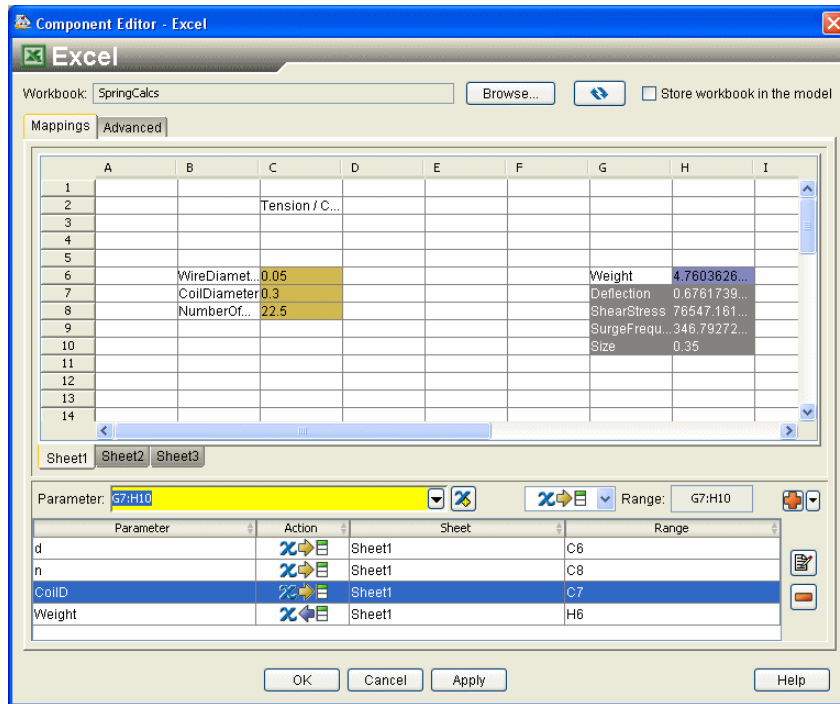 Component Editor - Excel
Excel
Workbook: SpringCalcs Browse... Store workbook in the model
Mappings Advanced
A B C D E F G H I
1
2 Tension / C...
3
4
5
6 WireDiamet... 0.05 Weight 4.7603626...
7 CoilDiameter 0.3 Deflection 0.6761739...
8 NumberOf... 22.5 ShearStress 76547.161...
9 SurgeFrequ... 346.79272...
10 Size 0.35
11
12
13
14
Sheet1 Sheet2 Sheet3
Parameter: G7:H10 Range: G7:H10
Parameter Action Sheet Range
d Sheet1 C6
n Sheet1 C8
CoilD Sheet1 C7
Weight Sheet1 H6
OK Cancel Apply Help